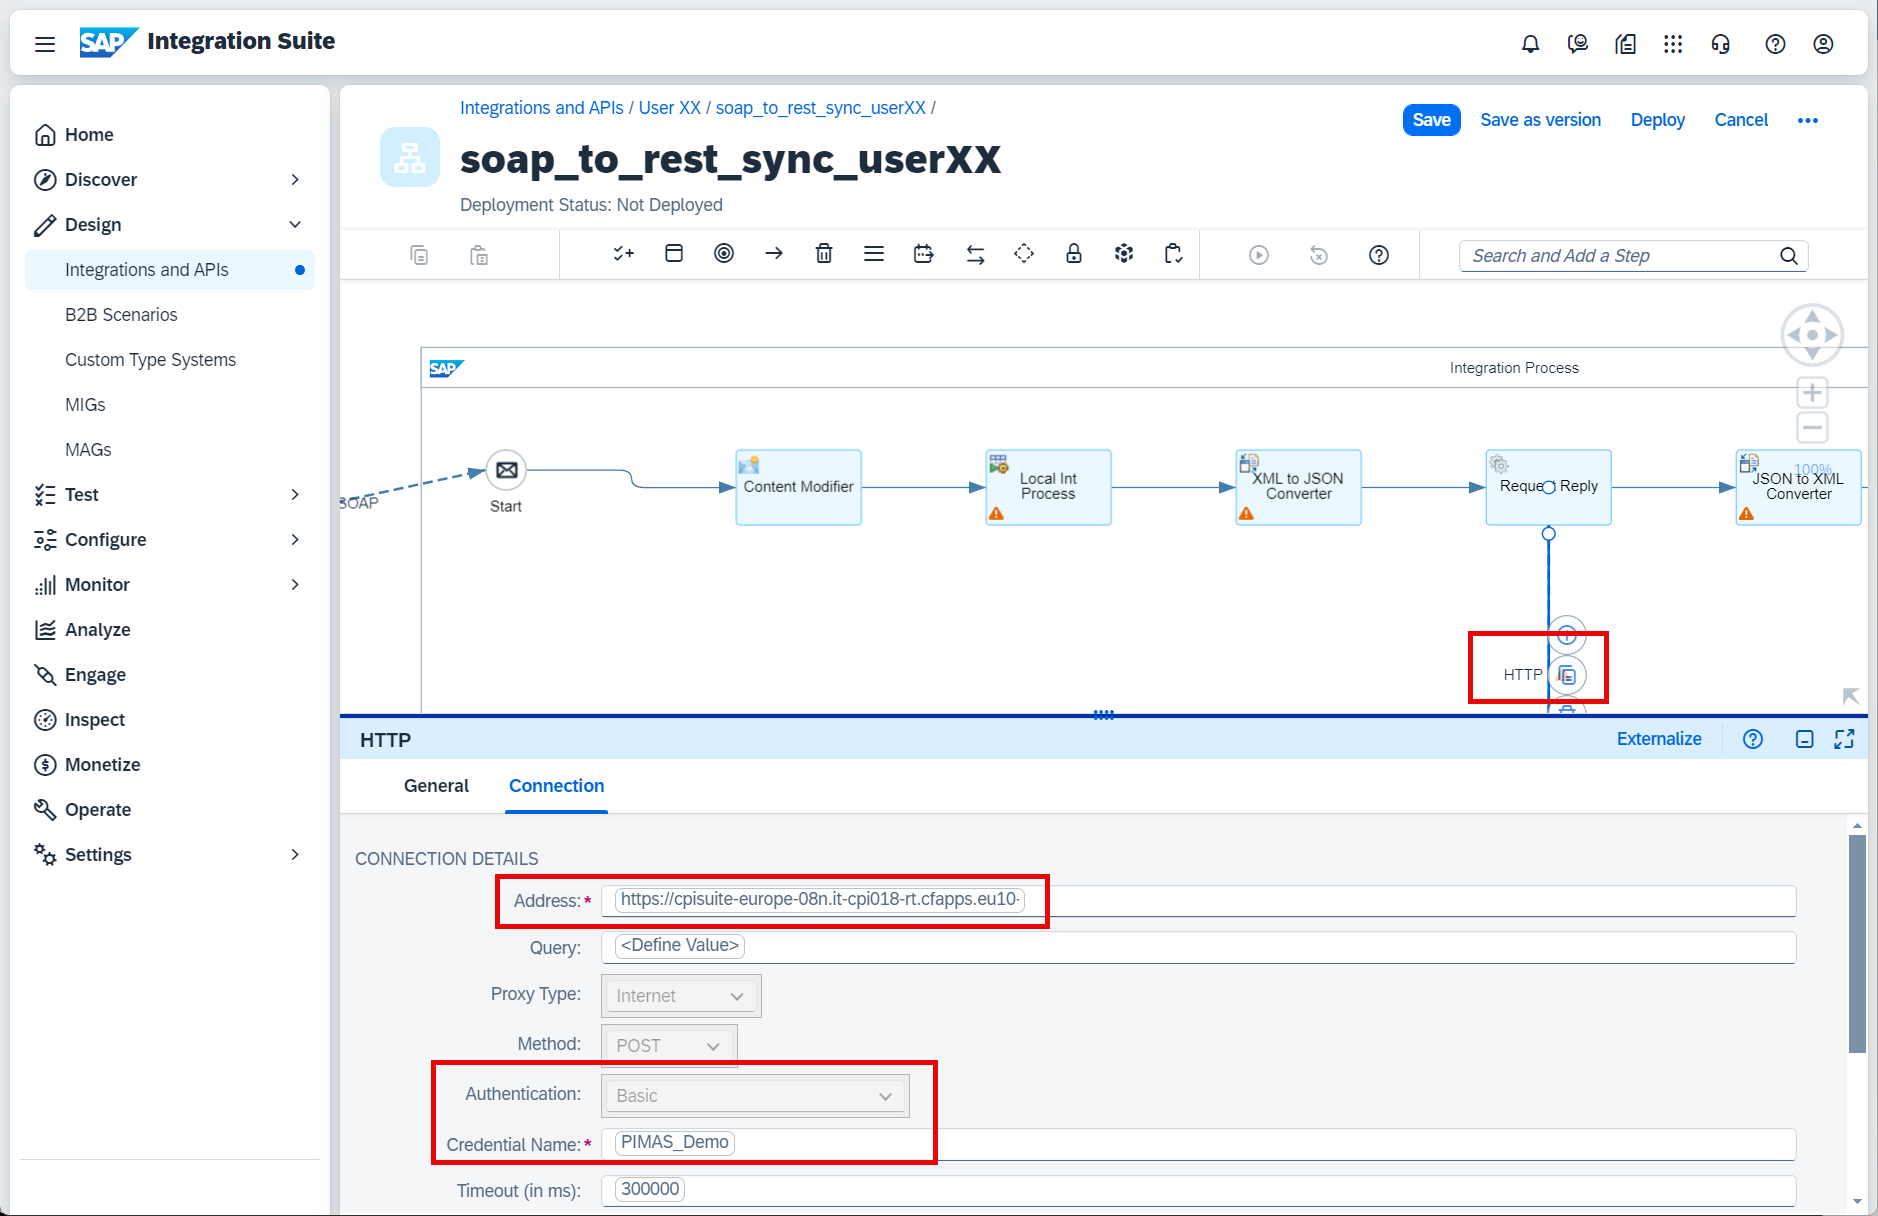 SAP Integration Suite
Home
Discover
Design
Integrations and APIs
B2B Scenarios
Custom Type Systems
MIGs
MAGs
Test
Configure
Monitor
Analyze
Engage
Inspect
Monetize
Operate
Settings
Integrations and APIs / User XX / soap_to_rest_sync_userXX /
soap_to_rest_sync_userXX
Deployment Status: Not Deployed
Save
Save as version
Deploy
Cancel
Search and Add a Step
SAP
Integration Process
SOAP
Start
Content Modifier
Local Int
Process
XML to JSON
Converter
Request Reply
100%
JSON to XML
Converter
HTTP
HTTP
Externalize
General
Connection
CONNECTION DETAILS
Address:*
https://cpisuite-europe-08n.it-cpi018-rt.cfapps.eu10-
Query:
<Define Value>
Proxy Type:
Internet
Method:
POST
Authentication:
Basic
Credential Name:*
PIMAS_Demo
Timeout (in ms):
300000